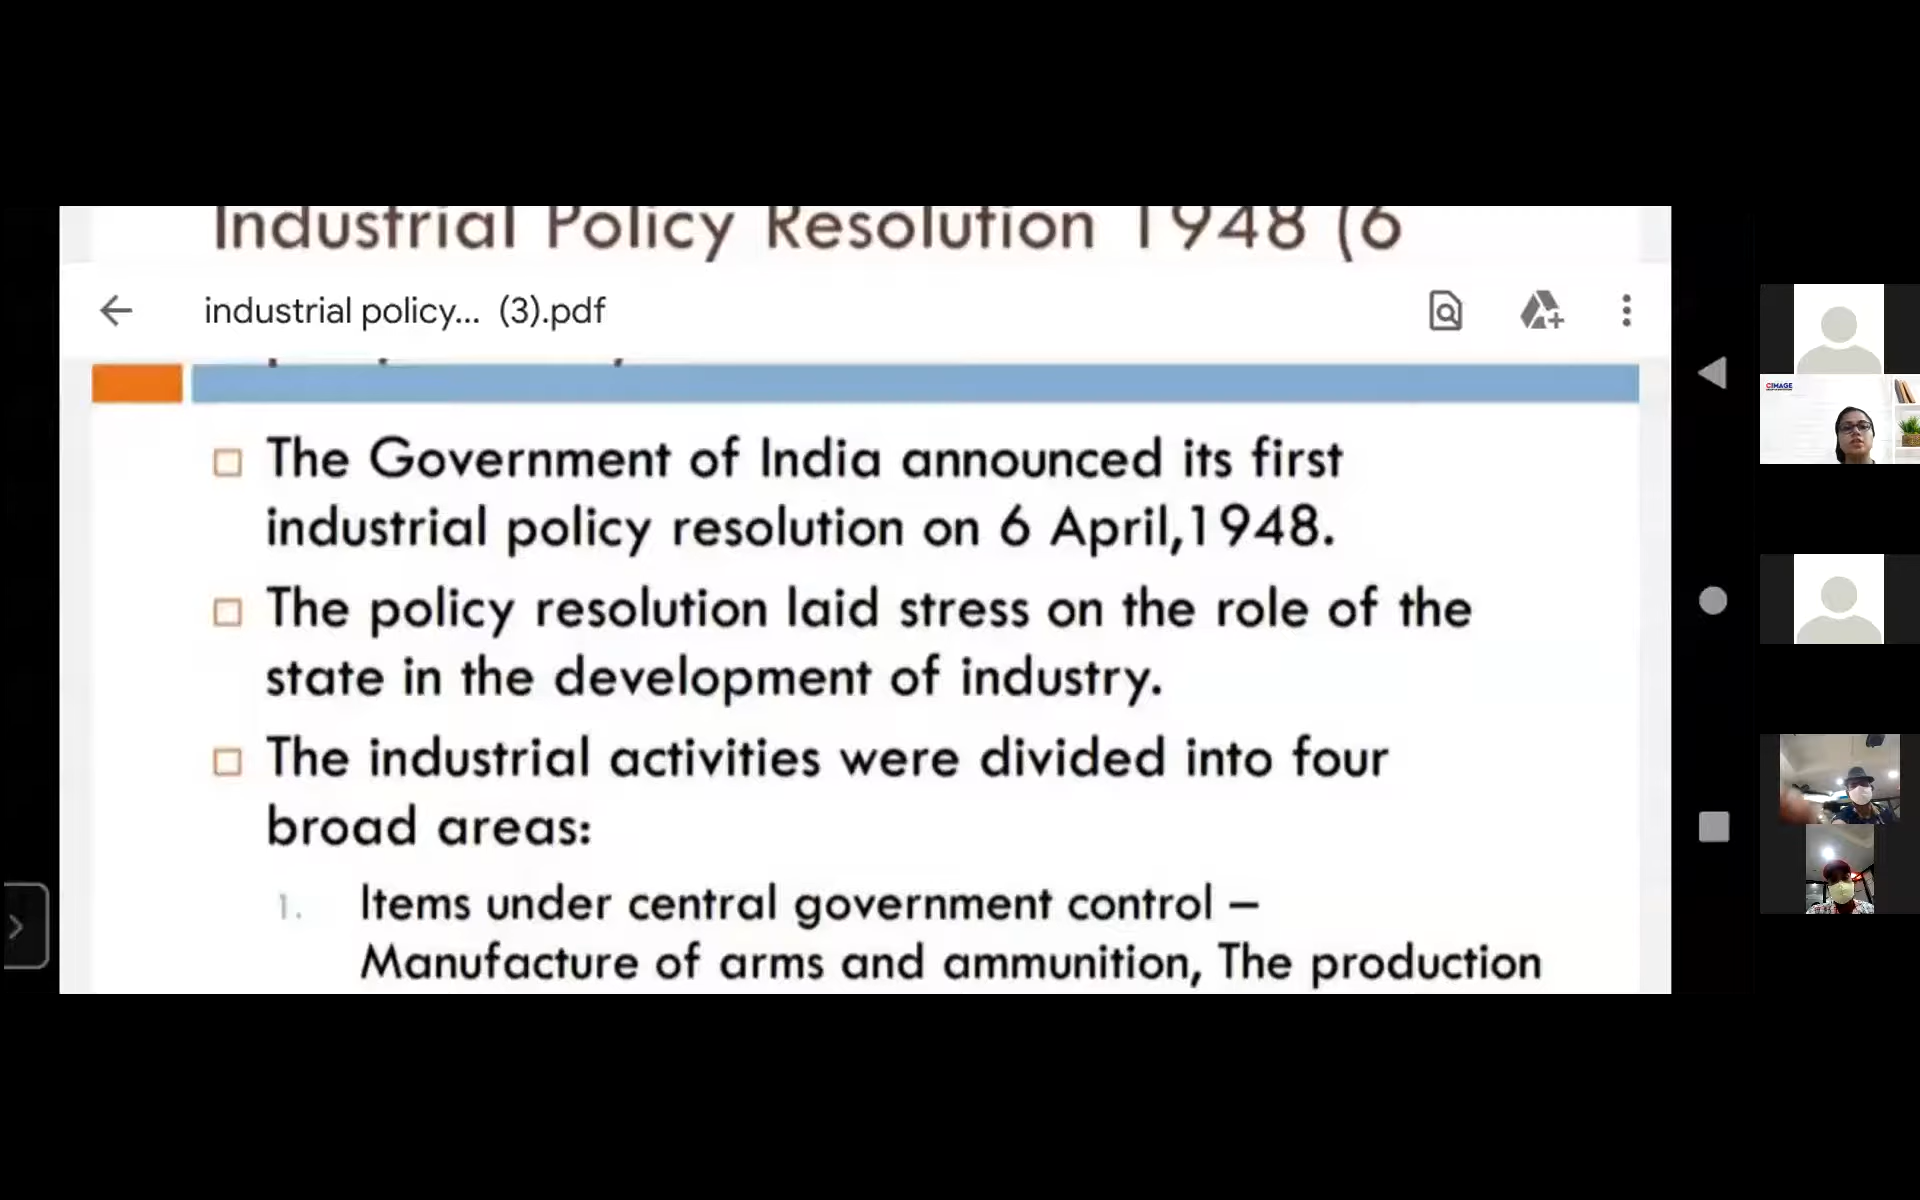 Industrial Policy Resolution 1948 (6
industrial policy... (3).pdf
The Government of India announced its first
industrial policy resolution on 6 April,1948.
The policy resolution laid stress on the role of the
state in the development of industry.
The industrial activities were divided into four
broad areas:
1. Items under central government control –
Manufacture of arms and ammunition, The production
CIMAGE